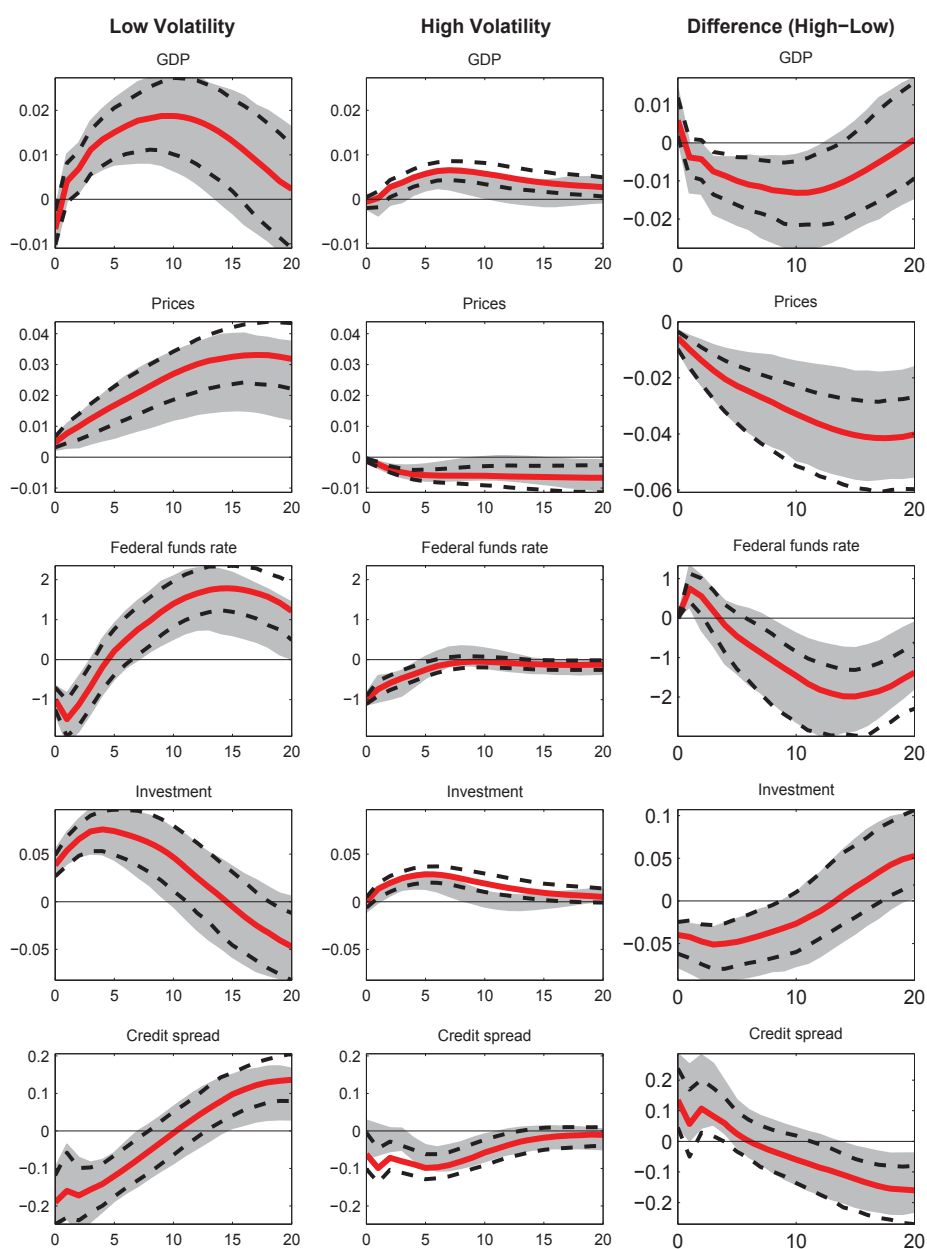 Low Volatility High Volatility Difference (High−Low)
GDP GDP GDP
0.02 0.02 0.01
0.01 0.01 0
0 0 −0.01
−0.01 −0.01 −0.02
0 5 10 15 20 0 5 10 15 20 0 10 20
Prices Prices Prices
0.04 0.04 0
0.03 0.03 −0.02
0.02 0.02
0.01 0.01 −0.04
0 0
−0.01 −0.01 −0.06
0 5 10 15 20 0 5 10 15 20 0 10 20
Federal funds rate Federal funds rate Federal funds rate
2 2 1
1 1 0
0 0 −1
−1 −1 −2
0 5 10 15 20 0 5 10 15 20 0 10 20
Investment Investment Investment
0.05 0.05 0.1
0 0 0.05
−0.05 −0.05 0
−0.05
0 5 10 15 20 0 5 10 15 20 0 10 20
Credit spread Credit spread Credit spread
0.2 0.2 0.2
0.1 0.1 0.1
0 0 0
−0.1 −0.1 −0.1
−0.2 −0.2 −0.2
0 5 10 15 20 0 5 10 15 20 0 10 20